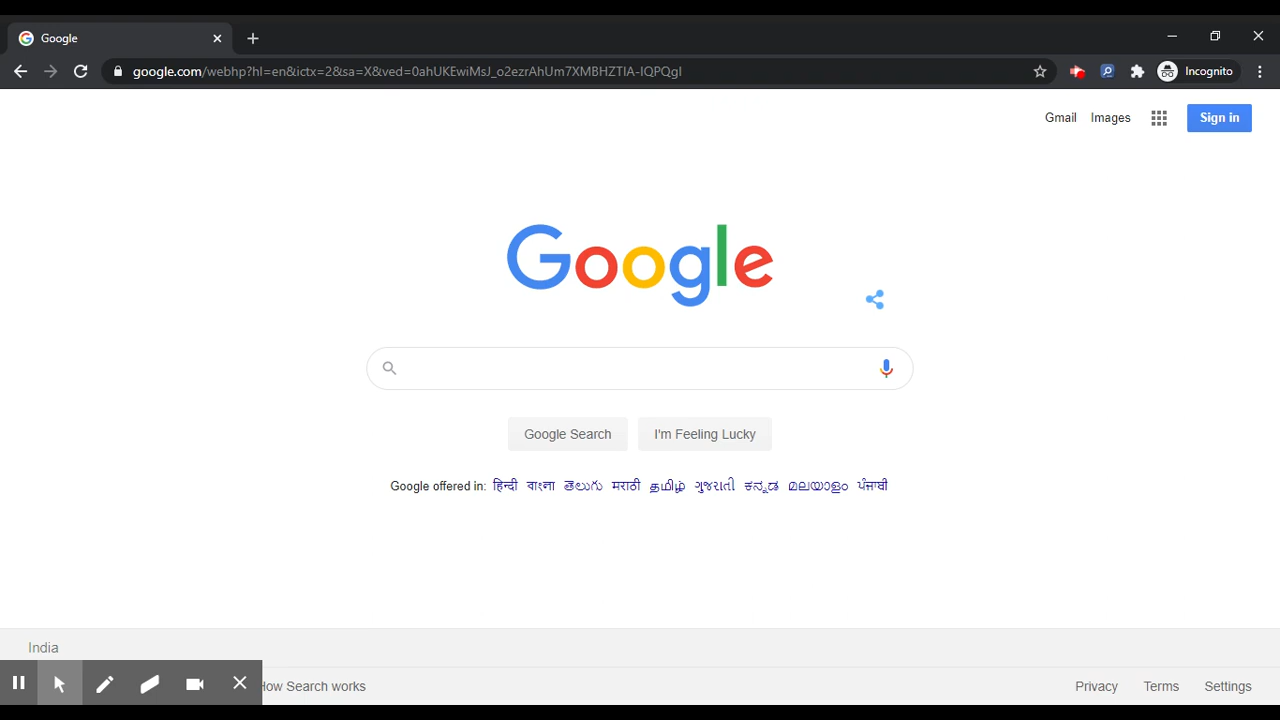 Google
google.com/webhp?hl=en&ictx=2&sa=X&ved=0ahUKEwiMsJ_o2ezrAhUm7XMBHZTIA-IQPQgI
Incognito
Gmail Images Sign in
Google
Google Search I'm Feeling Lucky
Google offered in: हिन्दी বাংলা తెలుగు मराठी தமிழ் ગુજરાતી ಕನ್ನಡ മലയാളം ਪੰਜਾਬੀ
India
How Search works Privacy Terms Settings